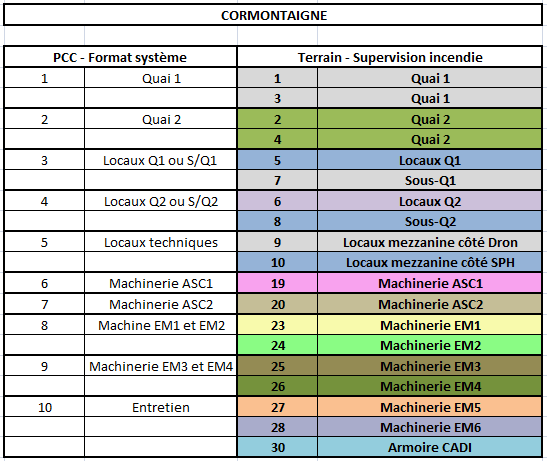 CORMONTAIGNE
PCC - Format système Terrain - Supervision incendie
1 Quai 1 1 Quai 1
3 Quai 1
2 Quai 2 2 Quai 2
4 Quai 2
3 Locaux Q1 ou S/Q1 5 Locaux Q1
7 Sous-Q1
4 Locaux Q2 ou S/Q2 6 Locaux Q2
8 Sous-Q2
5 Locaux techniques 9 Locaux mezzanine côté Dron
10 Locaux mezzanine côté SPH
6 Machinerie ASC1 19 Machinerie ASC1
7 Machinerie ASC2 20 Machinerie ASC2
8 Machine EM1 et EM2 23 Machinerie EM1
24 Machinerie EM2
9 Machinerie EM3 et EM4 25 Machinerie EM3
26 Machinerie EM4
10 Entretien 27 Machinerie EM5
28 Machinerie EM6
30 Armoire CADI